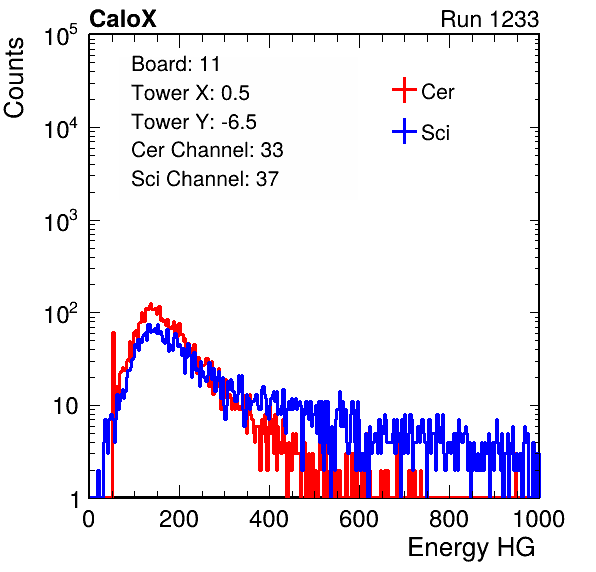 CaloX Run 1233
Counts
Board: 11
Tower X: 0.5
Tower Y: -6.5
Cer Channel: 33
Sci Channel: 37
Cer
Sci
10^5
10^4
10^3
10^2
10
1
0 200 400 600 800 1000
Energy HG